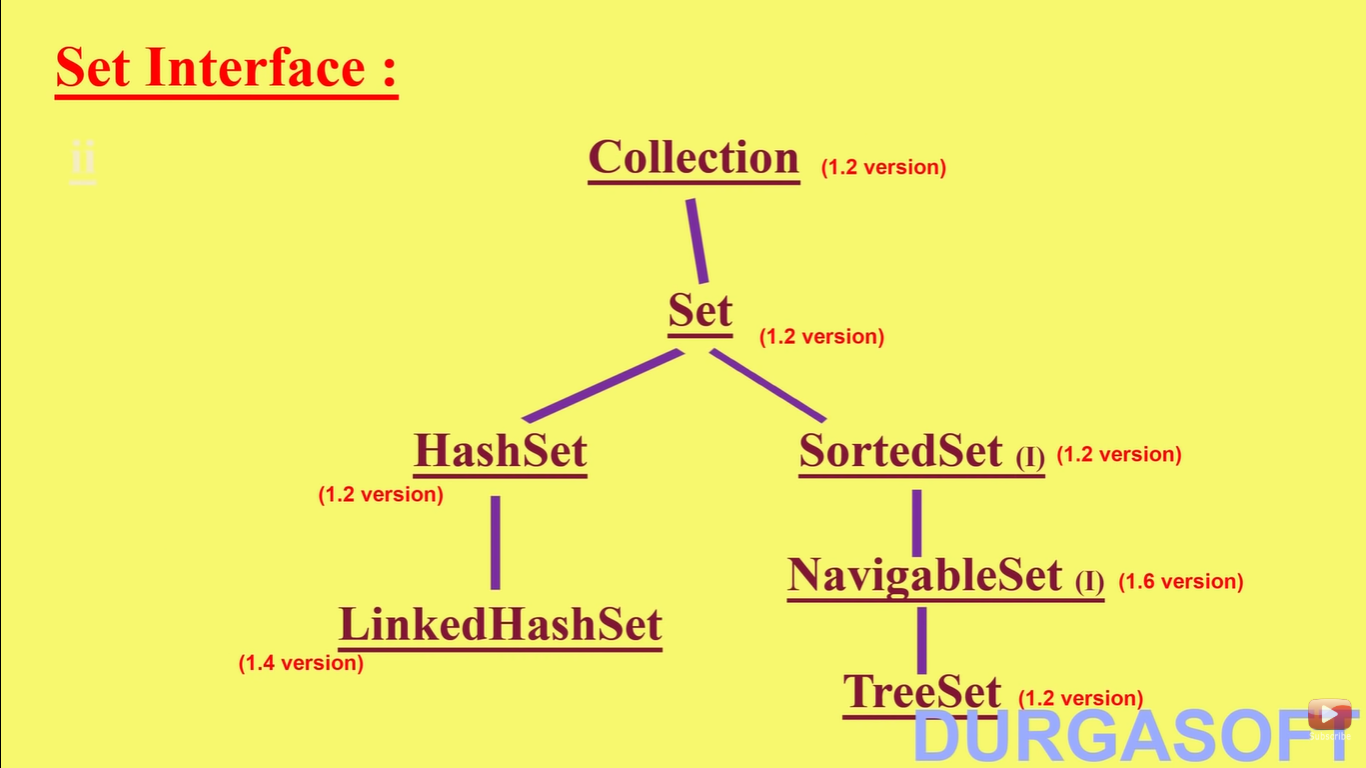 Set Interface :
ii
Collection (1.2 version)
Set (1.2 version)
HashSet
(1.2 version)
SortedSet (I) (1.2 version)
NavigableSet (I) (1.6 version)
LinkedHashSet
(1.4 version)
TreeSet (1.2 version)
DURGASOFT
Subscribe